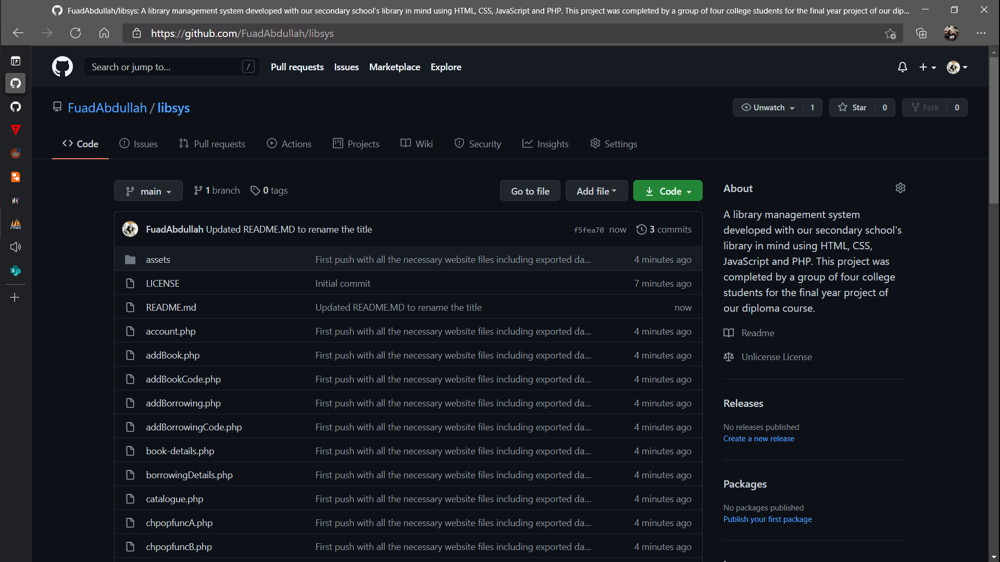 FuadAbdullah/libsys: A library management system developed with our secondary school's library in mind using HTML, CSS, JavaScript and PHP. This project was completed by a group of four college students for the final year project of our dip...
https://github.com/FuadAbdullah/libsys
Search or jump to... / Pull requests Issues Marketplace Explore
FuadAbdullah / libsys Unwatch 1 Star 0 Fork 0
Code Issues Pull requests Actions Projects Wiki Security Insights Settings
main 1 branch 0 tags Go to file Add file Code
FuadAbdullah Updated README.MD to rename the title f5fea70 now 3 commits
assets First push with all the necessary website files including exported da... 4 minutes ago
LICENSE Initial commit 7 minutes ago
README.md Updated README.MD to rename the title now
account.php First push with all the necessary website files including exported da... 4 minutes ago
addBook.php First push with all the necessary website files including exported da... 4 minutes ago
addBookCode.php First push with all the necessary website files including exported da... 4 minutes ago
addBorrowing.php First push with all the necessary website files including exported da... 4 minutes ago
addBorrowingCode.php First push with all the necessary website files including exported da... 4 minutes ago
book-details.php First push with all the necessary website files including exported da... 4 minutes ago
borrowingDetails.php First push with all the necessary website files including exported da... 4 minutes ago
catalogue.php First push with all the necessary website files including exported da... 4 minutes ago
chpopfuncA.php First push with all the necessary website files including exported da... 4 minutes ago
chpopfuncB.php First push with all the necessary website files including exported da... 4 minutes ago
About
A library management system
developed with our secondary school's
library in mind using HTML, CSS,
JavaScript and PHP. This project was
completed by a group of four college
students for the final year project of
our diploma course.
Readme
Unlicense License
Releases
No releases published
Create a new release
Packages
No packages published
Publish your first package